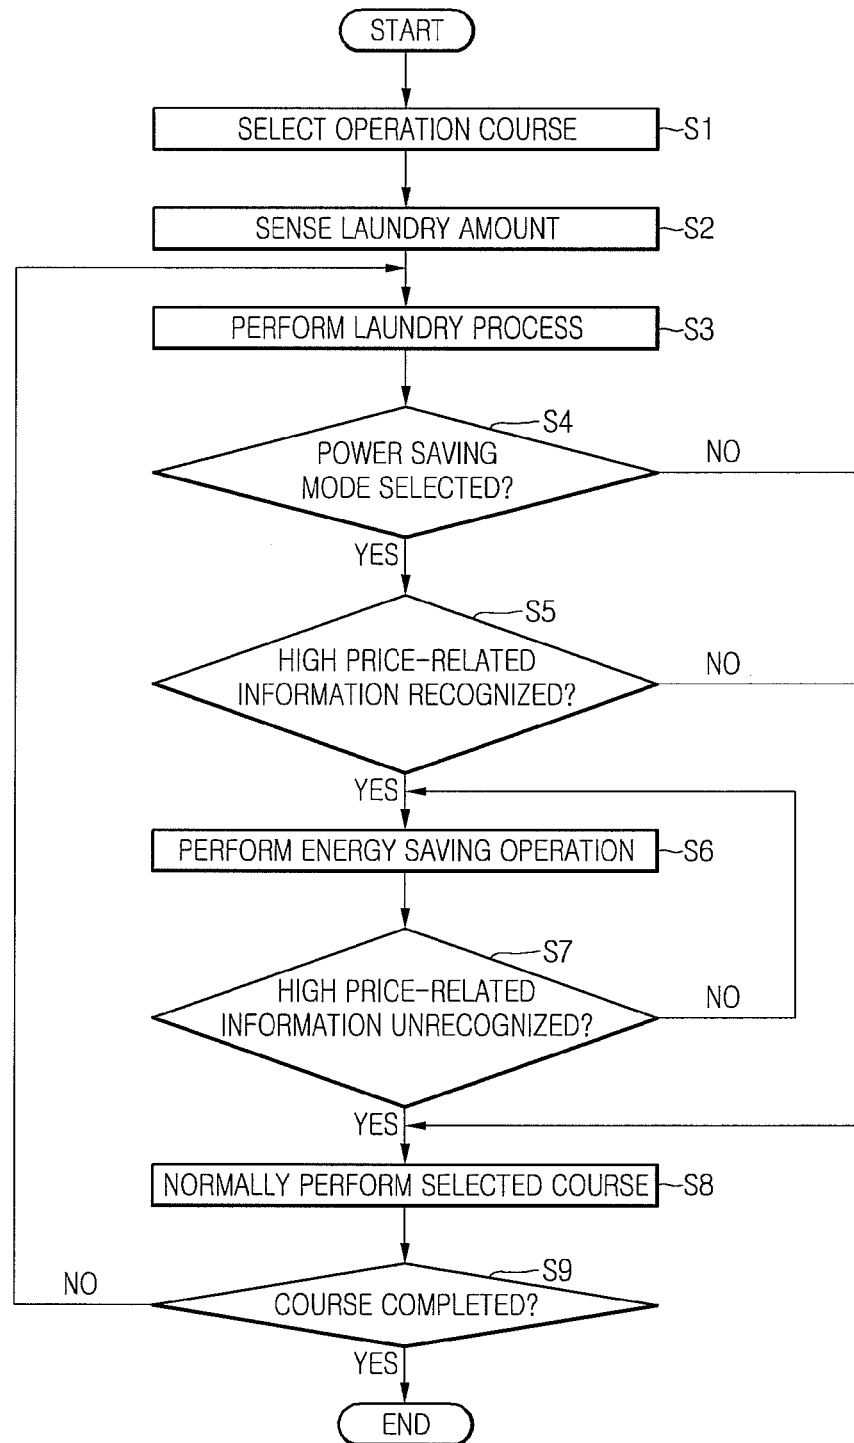 START
SELECT OPERATION COURSE
S1
SENSE LAUNDRY AMOUNT
S2
PERFORM LAUNDRY PROCESS
S3
S4
POWER SAVING
MODE SELECTED?
NO
YES
S5
HIGH PRICE-RELATED
INFORMATION RECOGNIZED?
NO
YES
PERFORM ENERGY SAVING OPERATION
S6
S7
HIGH PRICE-RELATED
INFORMATION UNRECOGNIZED?
NO
YES
NORMALLY PERFORM SELECTED COURSE
S8
S9
NO
COURSE COMPLETED?
YES
END